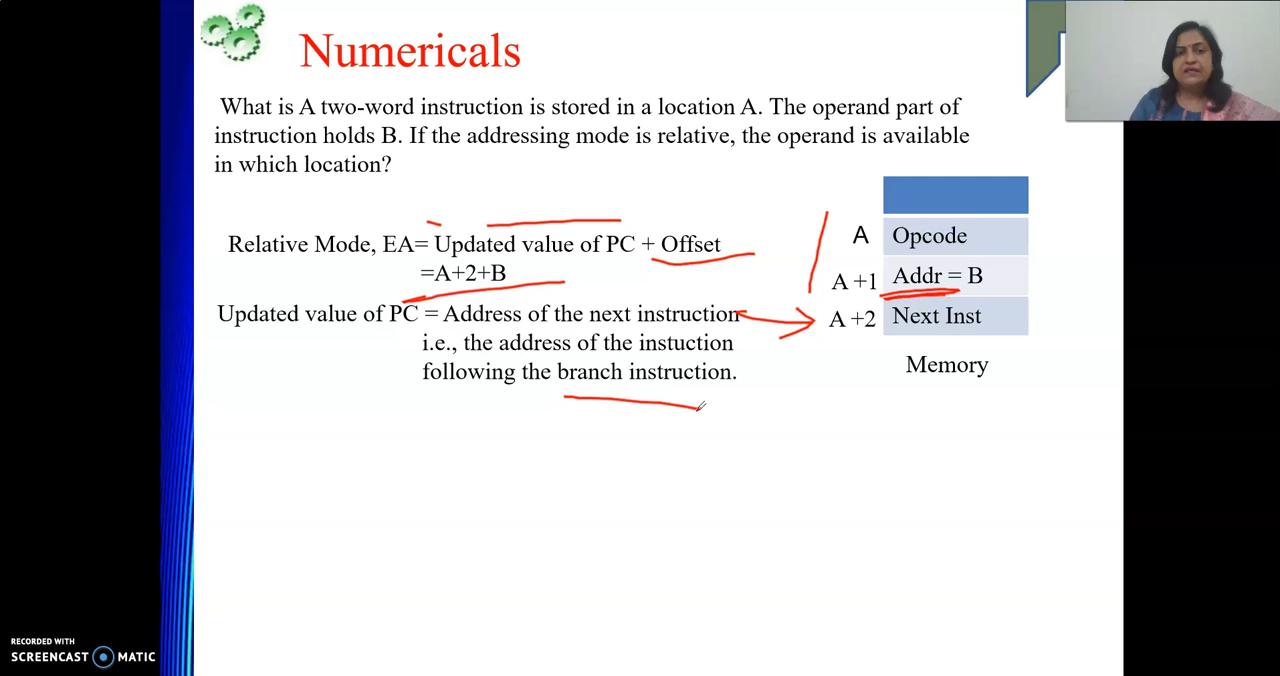 Numericals
What is A two-word instruction is stored in a location A. The operand part of
instruction holds B. If the addressing mode is relative, the operand is available
in which location?
Relative Mode, EA= Updated value of PC + Offset
=A+2+B
Updated value of PC = Address of the next instruction
i.e., the address of the instuction
following the branch instruction.
A Opcode
A +1 Addr = B
A +2 Next Inst
Memory
RECORDED WITH
SCREENCAST MATIC